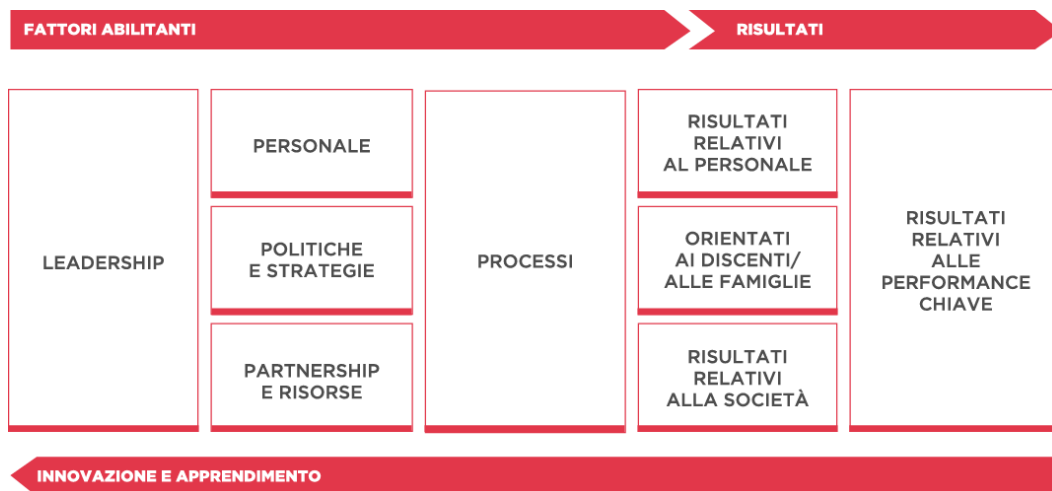 FATTORI ABILITANTI
RISULTATI
LEADERSHIP
PERSONALE
POLITICHE
E STRATEGIE
PARTNERSHIP
E RISORSE
PROCESSI
RISULTATI
RELATIVI
AL PERSONALE
ORIENTATI
AI DISCENTI/
ALLE FAMIGLIE
RISULTATI
RELATIVI
ALLA SOCIETÀ
RISULTATI
RELATIVI
ALLE
PERFORMANCE
CHIAVE
INNOVAZIONE E APPRENDIMENTO